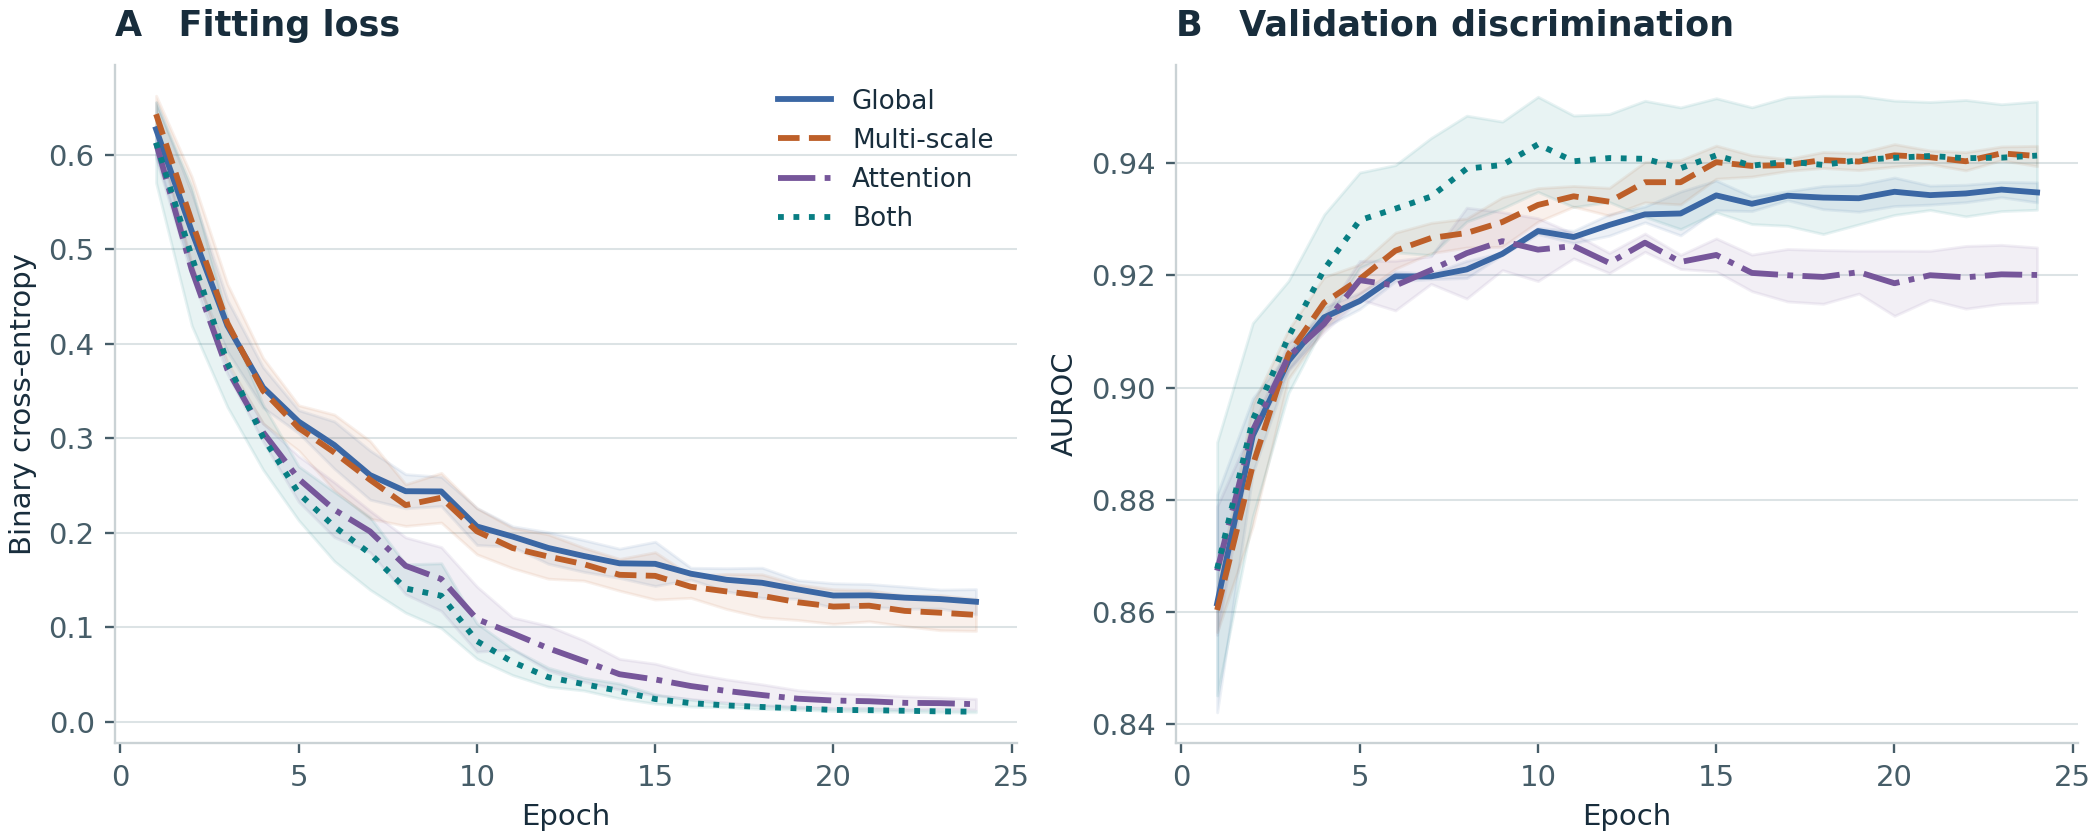 A Fitting loss
Binary cross-entropy
0.6
0.5
0.4
0.3
0.2
0.1
0.0
0 5 10 15 20 25
Epoch
Global
Multi-scale
Attention
Both
B Validation discrimination
AUROC
0.94
0.92
0.90
0.88
0.86
0.84
0 5 10 15 20 25
Epoch